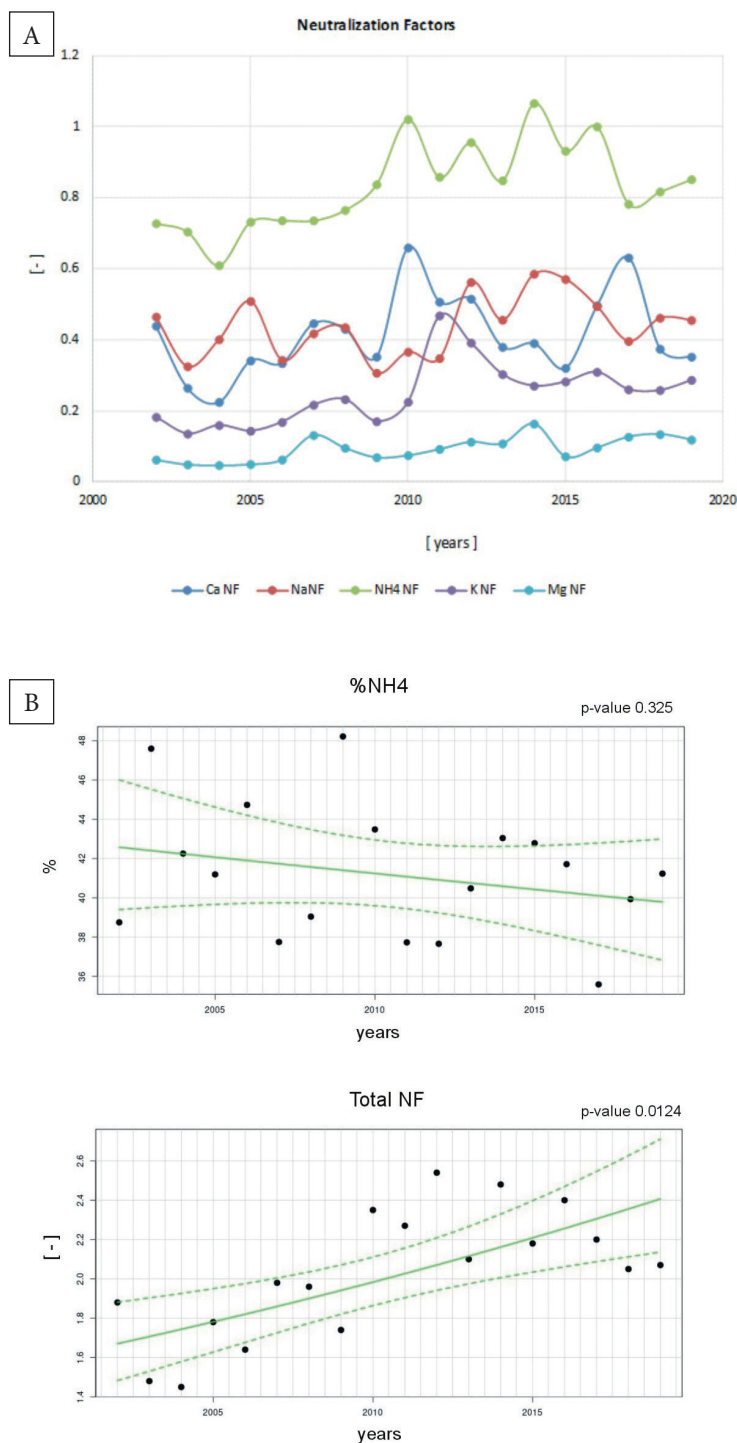 A
Neutralization Factors
1.2
1
0.8
0.6
0.4
0.2
0
[ - ]
2000 2005 2010 2015 2020
[ years ]
Ca NF NaNF NH4 NF K NF Mg NF
B
%NH4
p-value 0.325
48
46
44
42
40
38
36
%
2005 2010 2015
years
Total NF
p-value 0.0124
2.6
2.4
2.2
2.0
1.8
1.6
1.4
[ - ]
2005 2010 2015
years